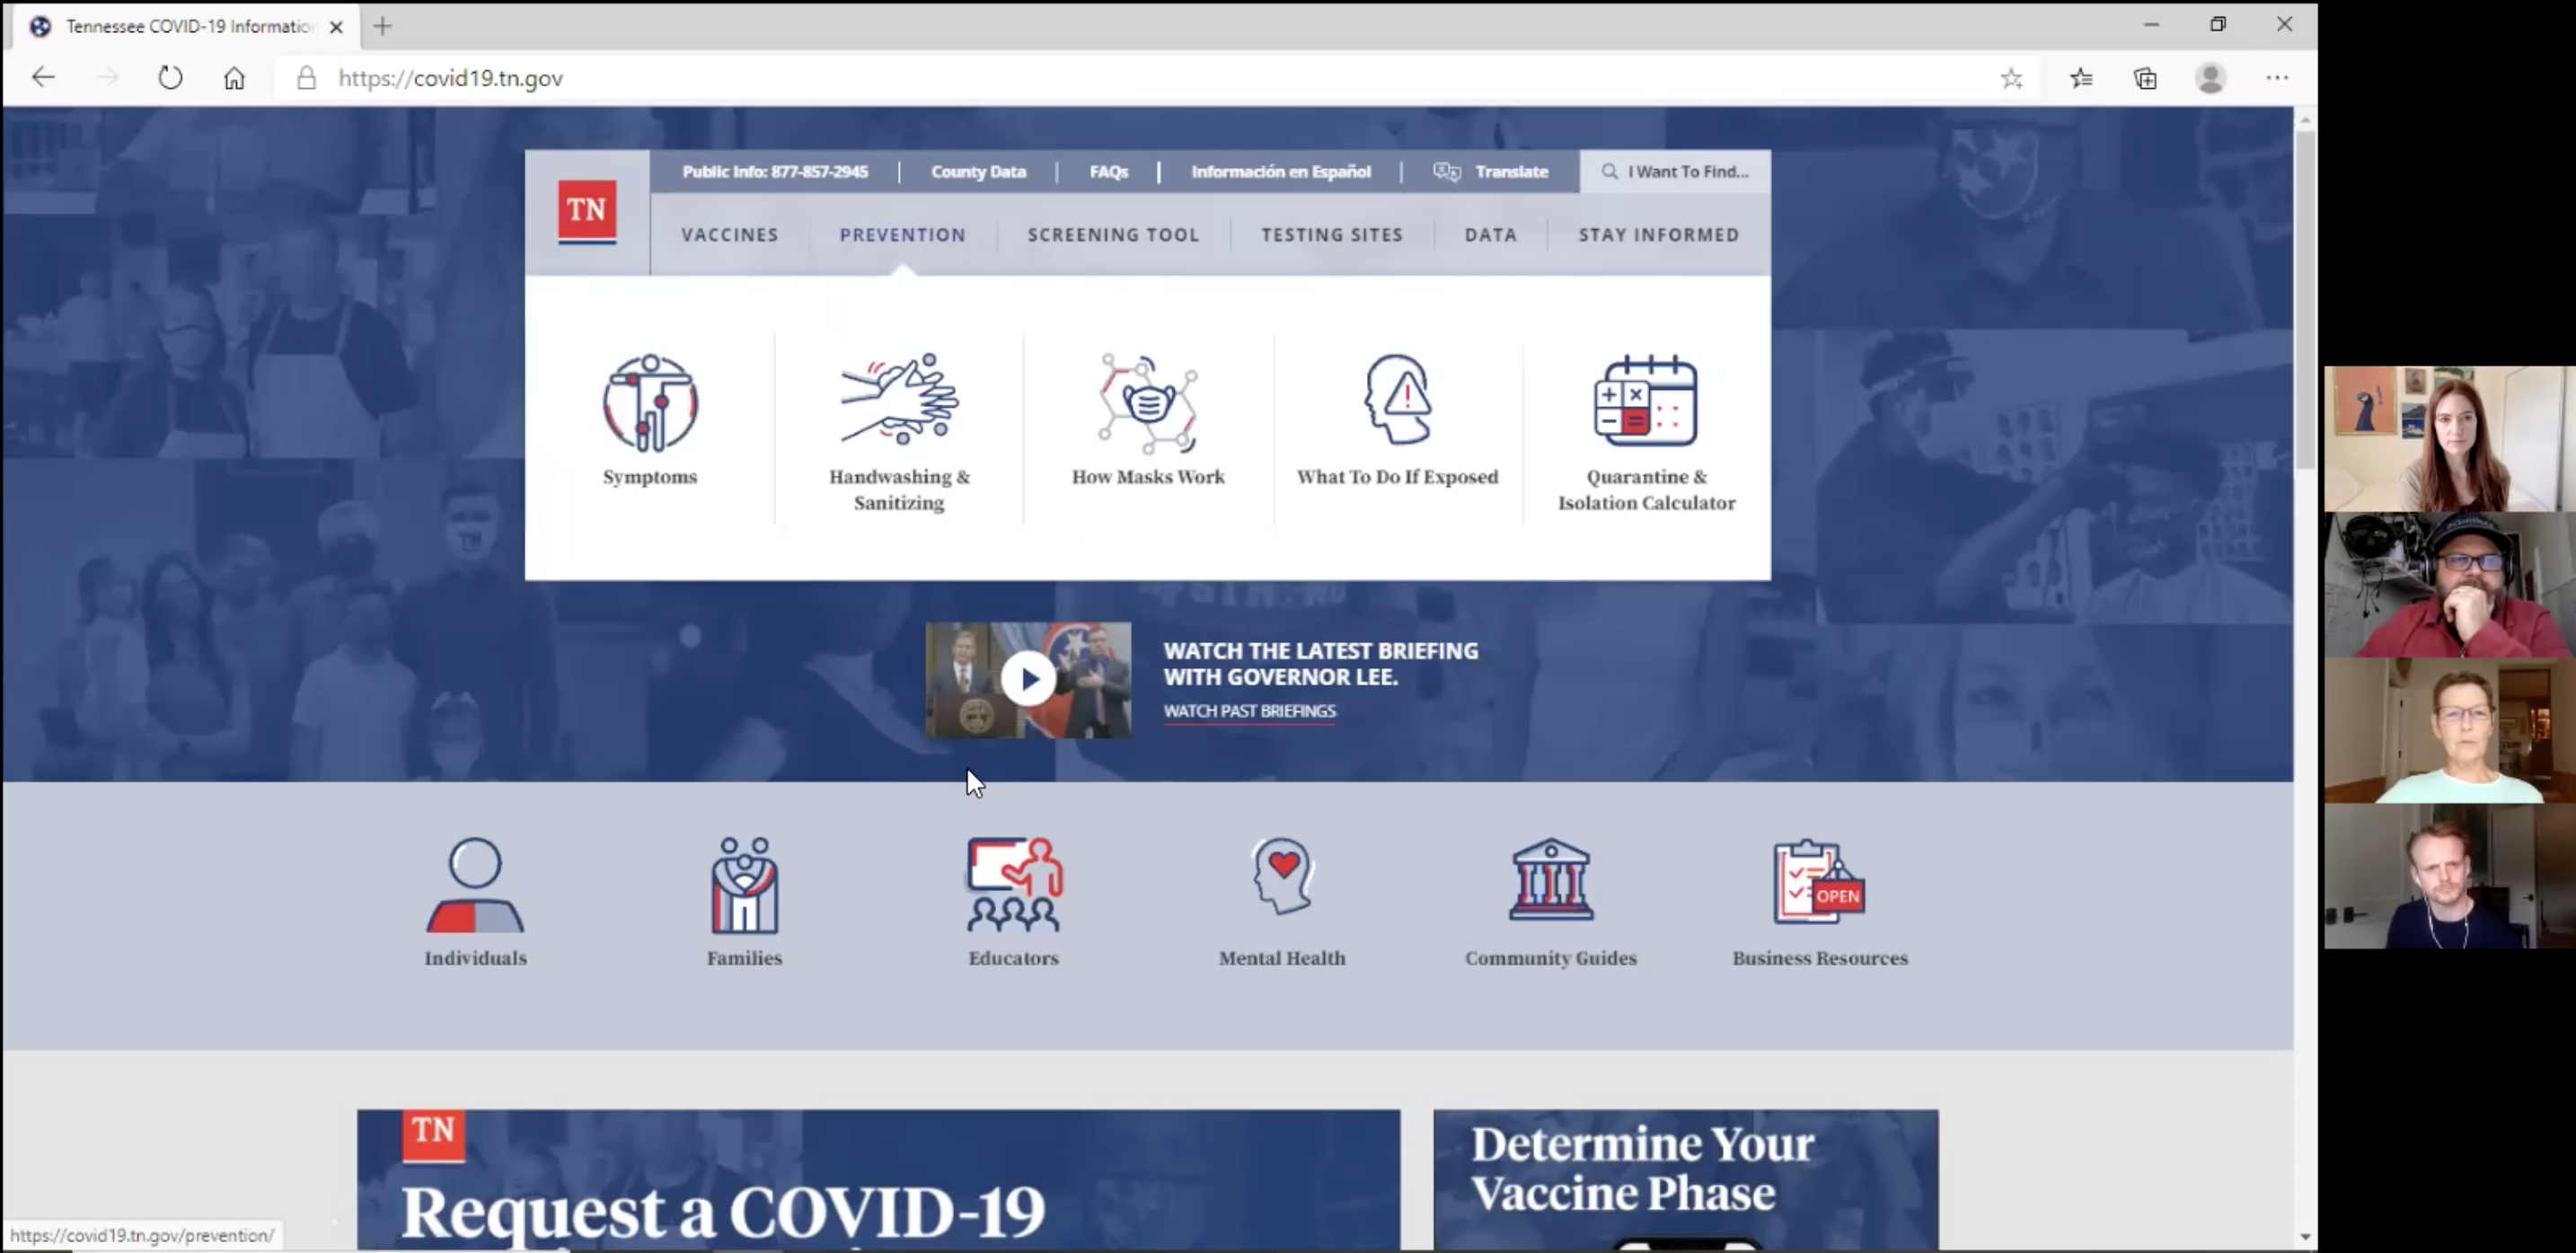 Tennessee COVID-19 Informatio
https://covid19.tn.gov
TN
Public Info: 877-857-2945
County Data
FAQs
Información en Español
Translate
I Want To Find...
VACCINES
PREVENTION
SCREENING TOOL
TESTING SITES
DATA
STAY INFORMED
Symptoms
Handwashing &
Sanitizing
How Masks Work
What To Do If Exposed
Quarantine &
Isolation Calculator
WATCH THE LATEST BRIEFING
WITH GOVERNOR LEE.
WATCH PAST BRIEFINGS
OPEN
Individuals
Families
Educators
Mental Health
Community Guides
Business Resources
TN
Request a COVID-19
Determine Your
Vaccine Phase
https://covid19.tn.gov/prevention/